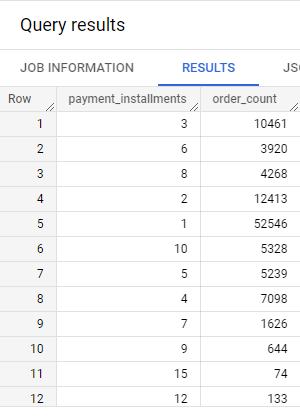 Query results
JOB INFORMATION RESULTS JS
Row payment_installments order_count
1 3 10461
2 6 3920
3 8 4268
4 2 12413
5 1 52546
6 10 5328
7 5 5239
8 4 7098
9 7 1626
10 9 644
11 15 74
12 12 133